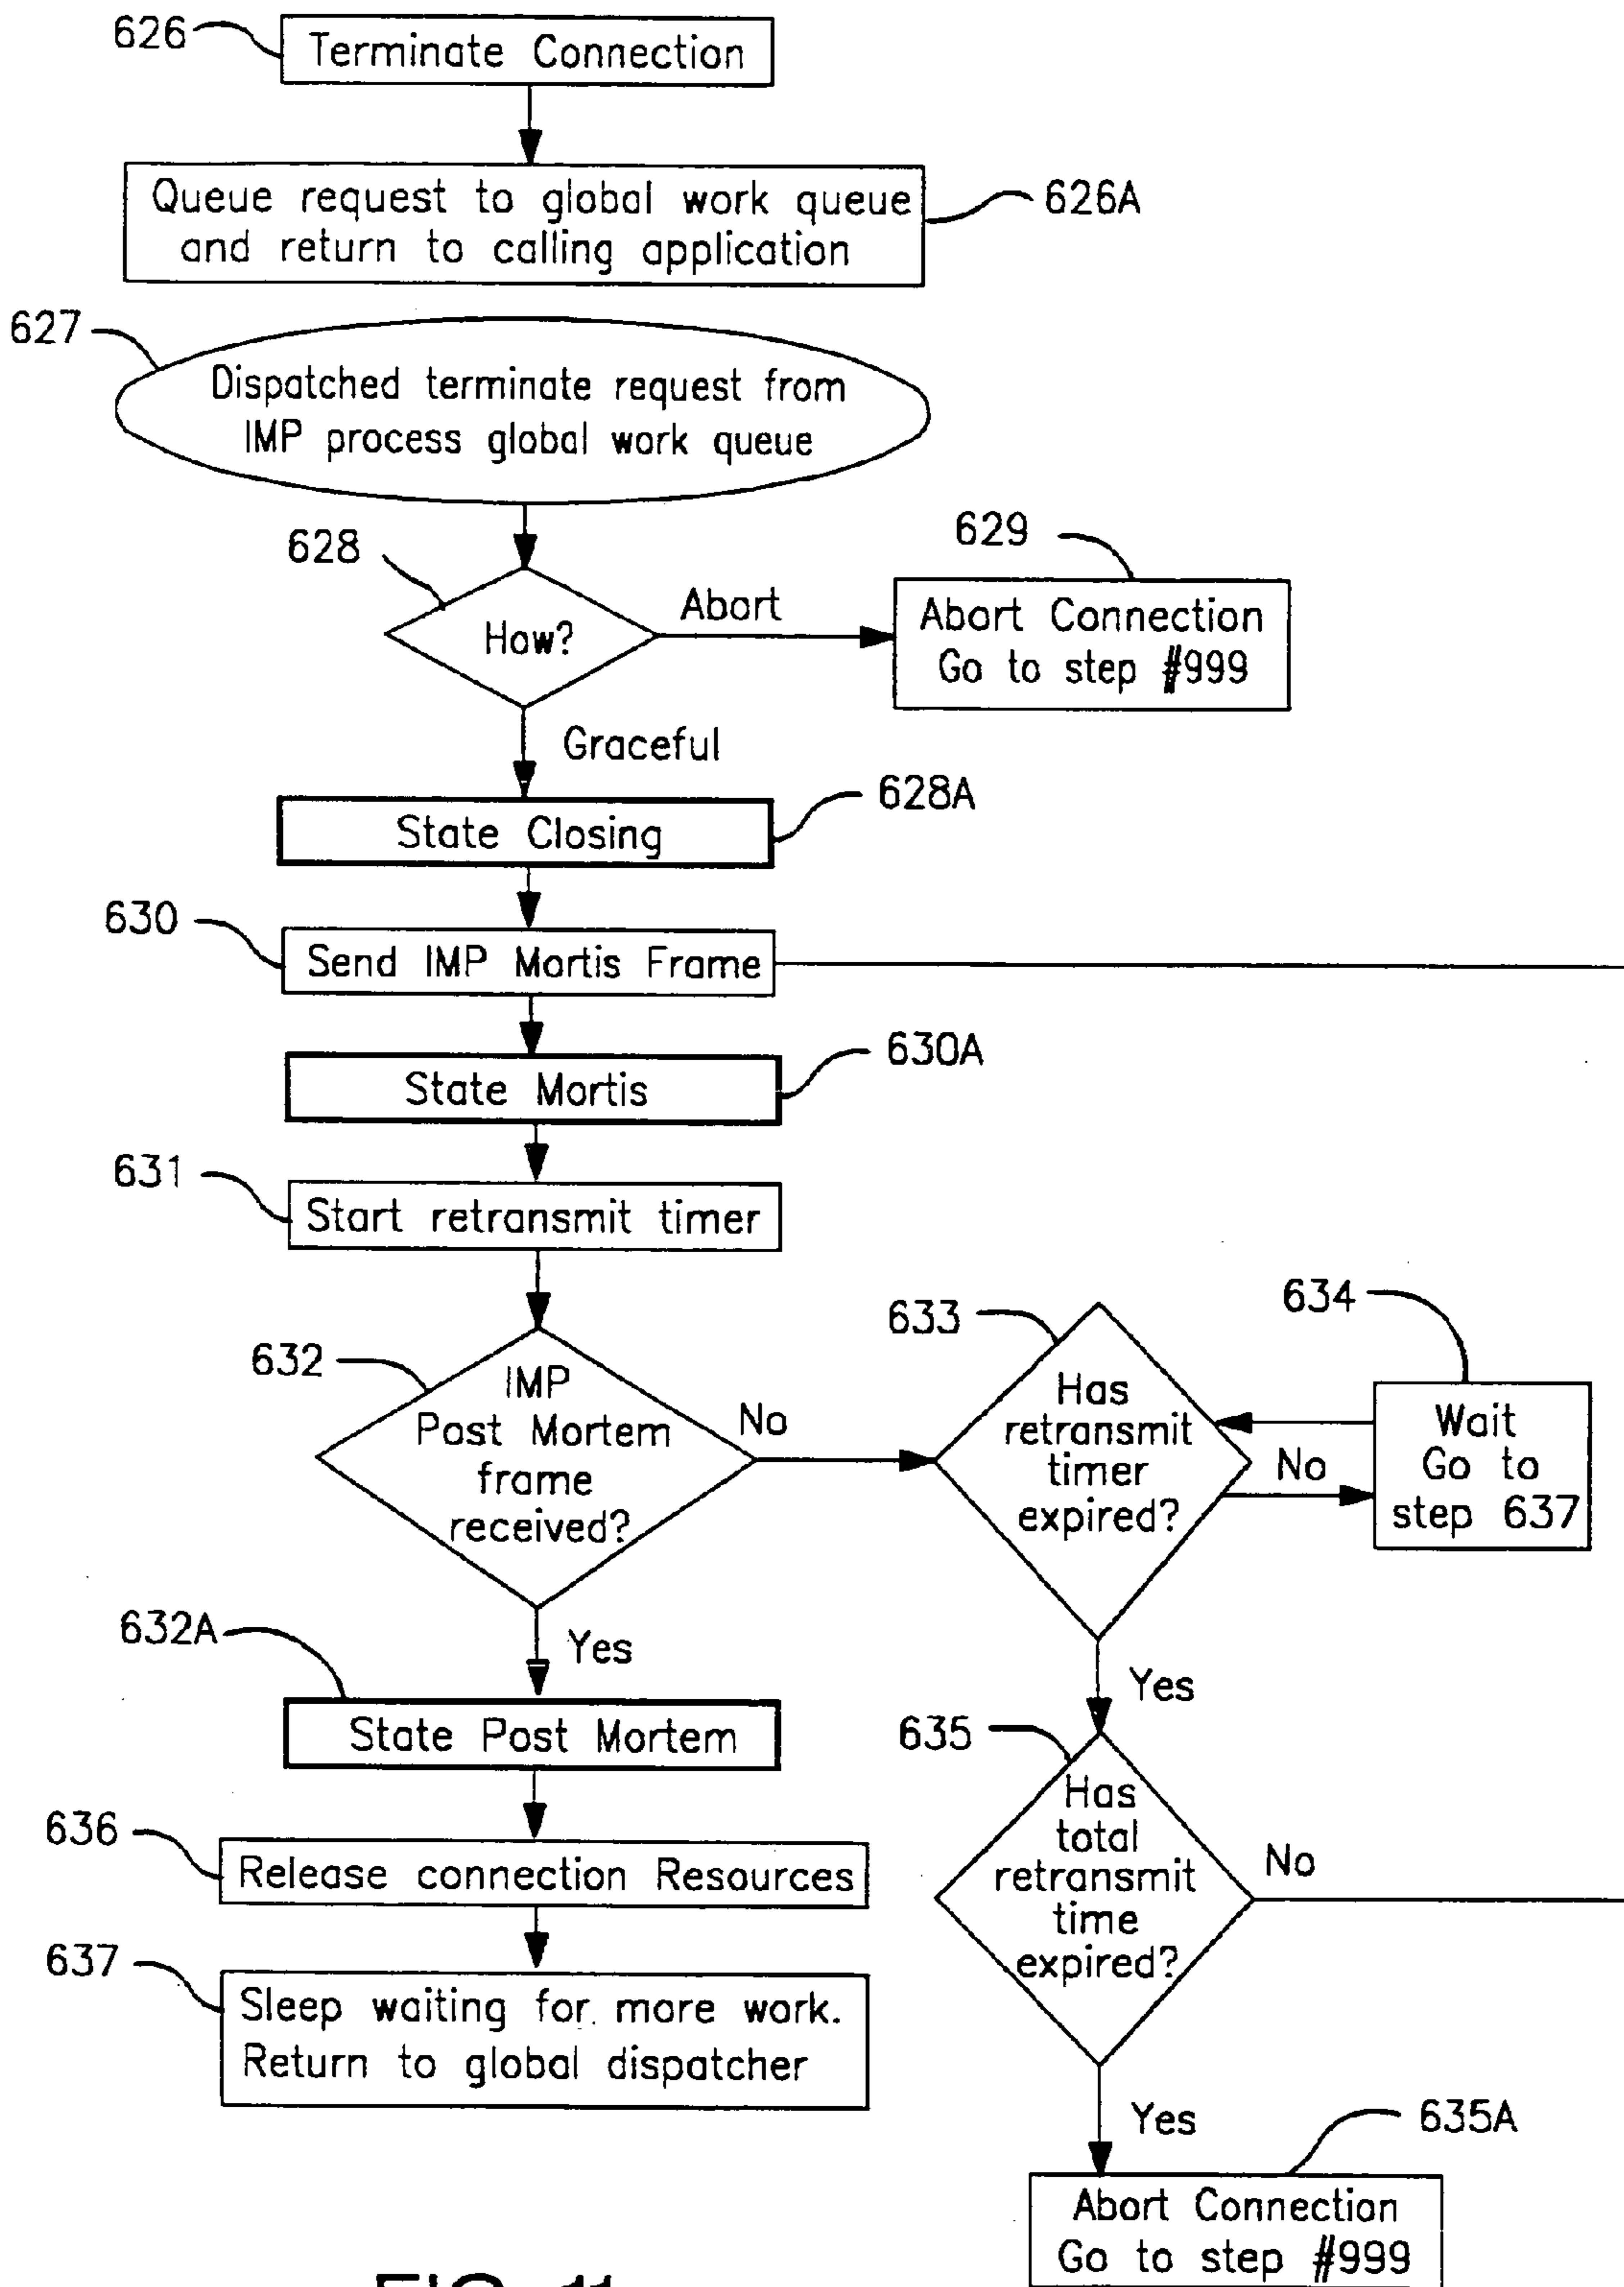 626
Terminate Connection
Queue request to global work queue
and return to calling application
626A
627
Dispatched terminate request from
IMP process global work queue
628
How?
Abort
629
Abort Connection
Go to step #999
Graceful
628A
State Closing
630
Send IMP Mortis Frame
630A
State Mortis
631
Start retransmit timer
632
IMP
Post Mortem
frame
received?
No
633
Has
retransmit
timer
expired?
No
634
Wait
Go to
step 637
632A
Yes
State Post Mortem
Yes
635
Has
total
retransmit
time
expired?
No
636
Release connection Resources
637
Sleep waiting for more work.
Return to global dispatcher
Yes
635A
Abort Connection
Go to step #999
FIG. 11